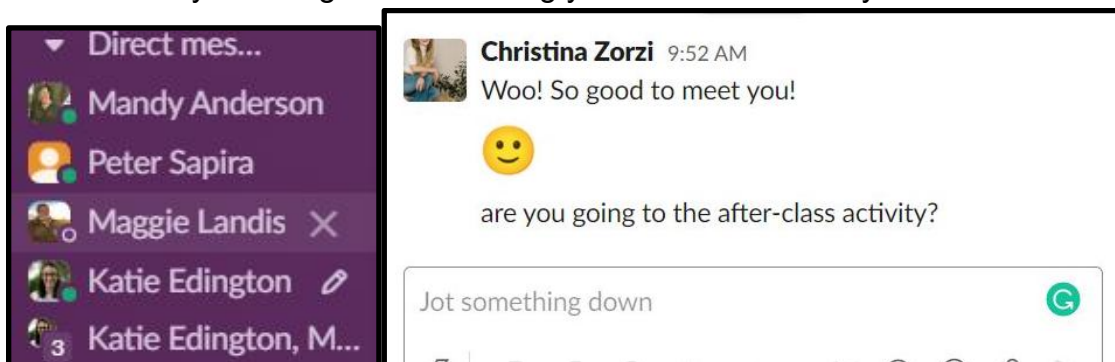 Direct mes...
Mandy Anderson
Peter Sapira
Maggie Landis
Katie Edington
3
Katie Edington, M...
Christina Zorzi 9:52 AM
Woo! So good to meet you!
are you going to the after-class activity?
Jot something down